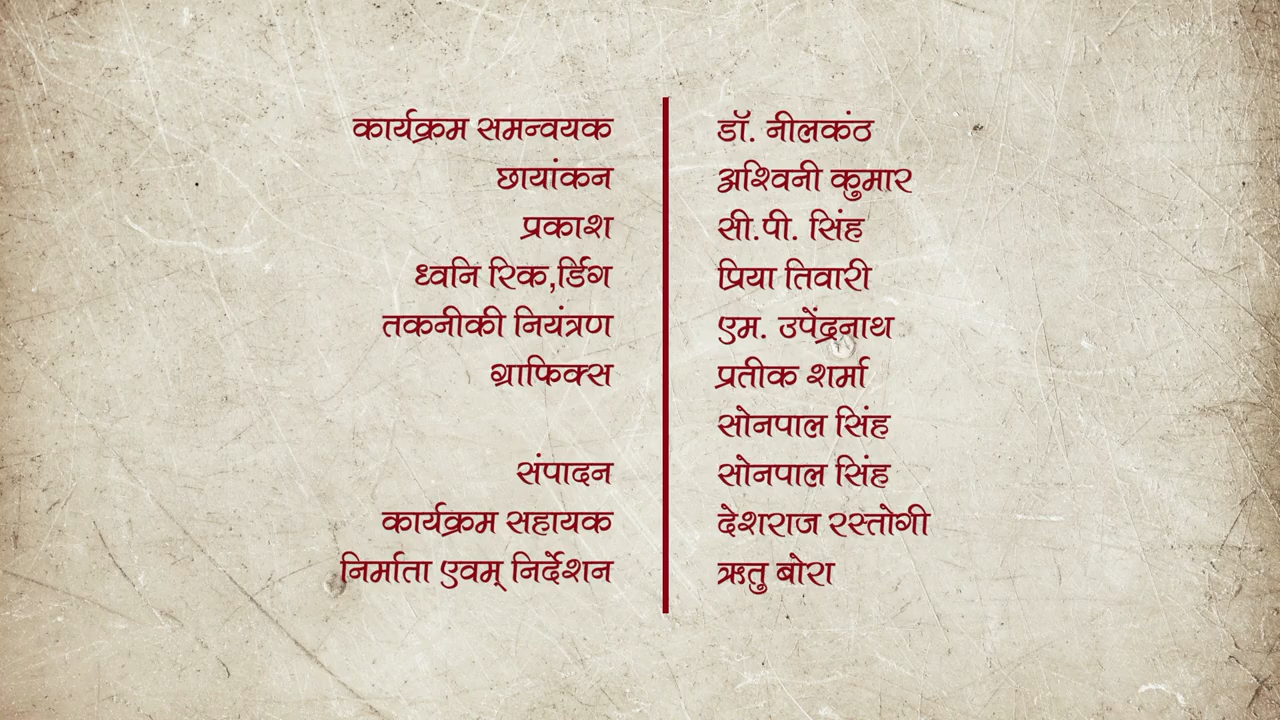 कार्यक्रम समन्वयक डॉ. नीलकंठ
छायांकन अश्विनी कुमार
प्रकाश सी.पी. सिंह
ध्वनि रिक,र्डिंग प्रिया तिवारी
तकनीकी नियंत्रण एम. उपेंद्रनाथ
ग्राफिक्स प्रतीक शर्मा
सोनपाल सिंह
संपादन सोनपाल सिंह
कार्यक्रम सहायक देशराज रस्तोगी
निर्माता एवम् निर्देशन ऋतु बोरा